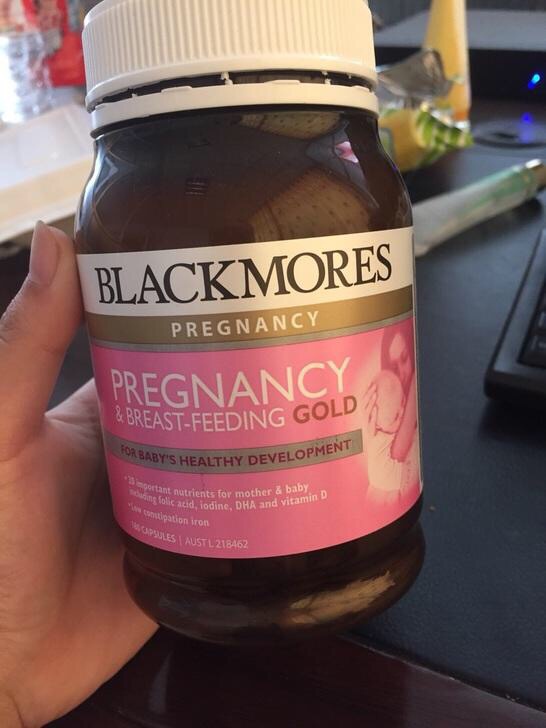 BLACKMORES
PREGNANCY
PREGNANCY
& BREAST-FEEDING GOLD
FOR BABY'S HEALTHY DEVELOPMENT
• 20 important nutrients for mother & baby
including folic acid, iodine, DHA and vitamin D
• Low constipation iron
180 CAPSULES | AUST L 218462